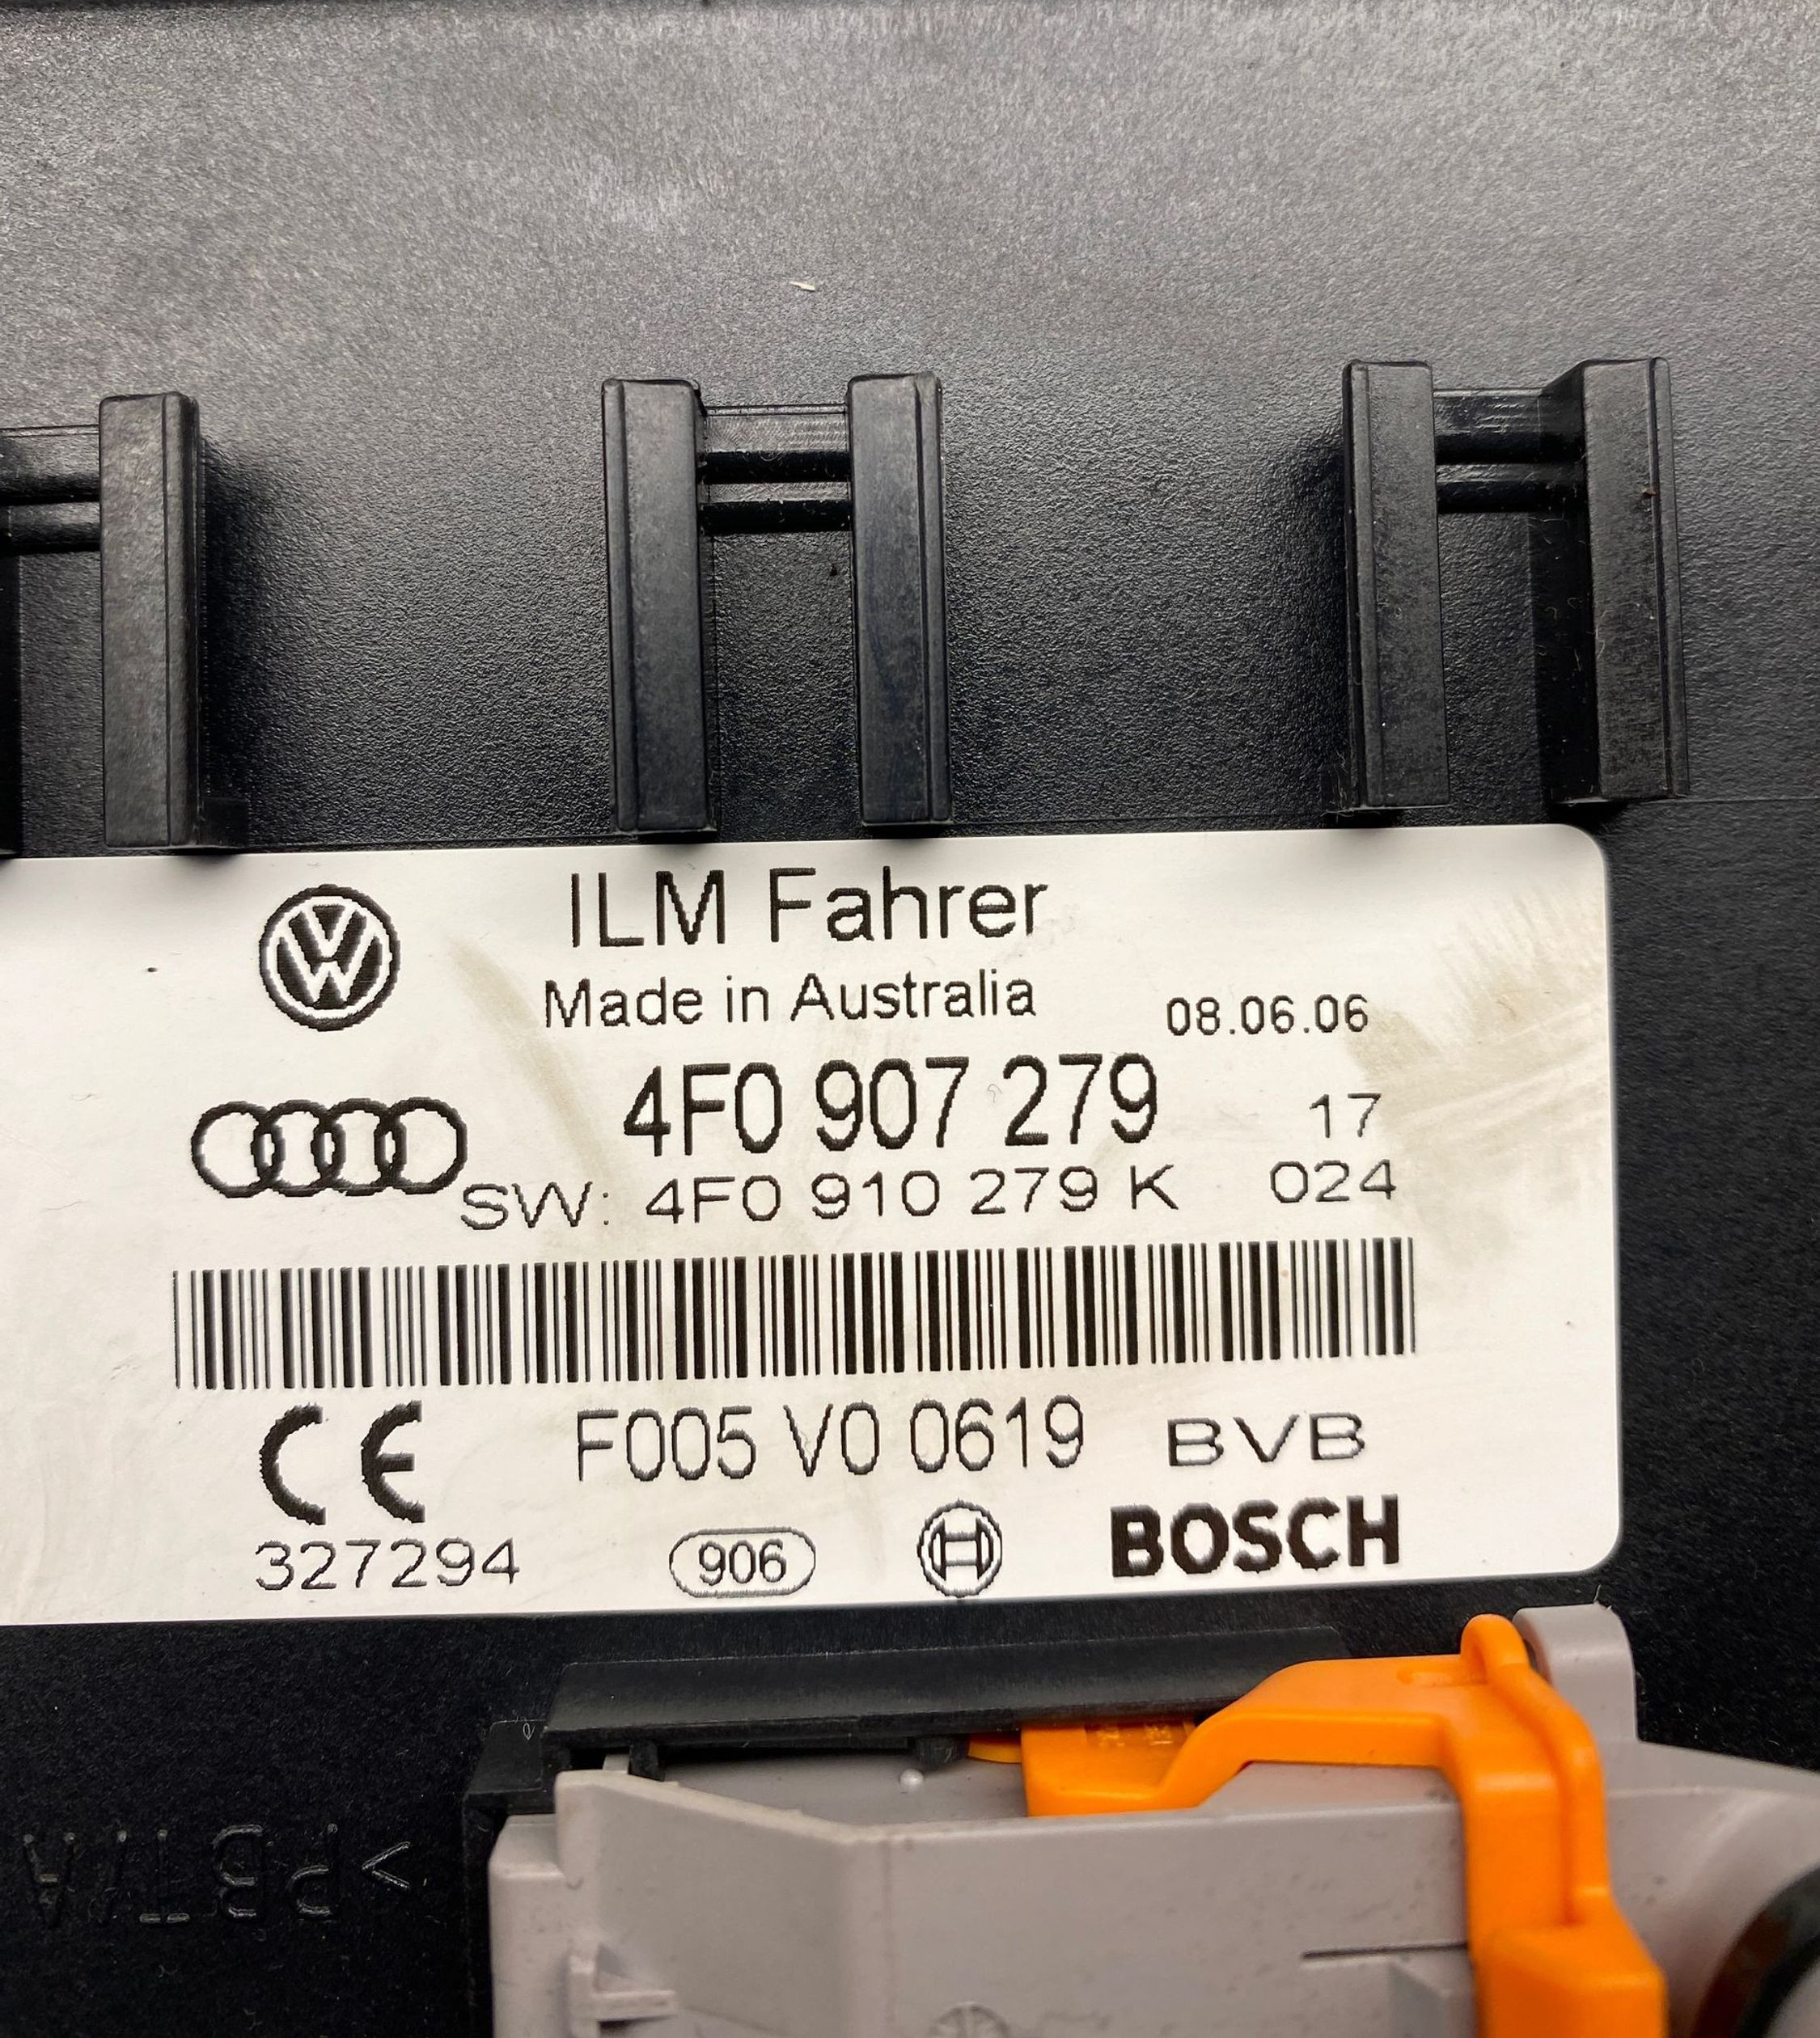 ILM Fahrer
Made in Australia 08.06.06
4F0 907 279 17
SW: 4F0 910 279 K 024
F005 V0 0619 BVB
CE
327294 906 BOSCH